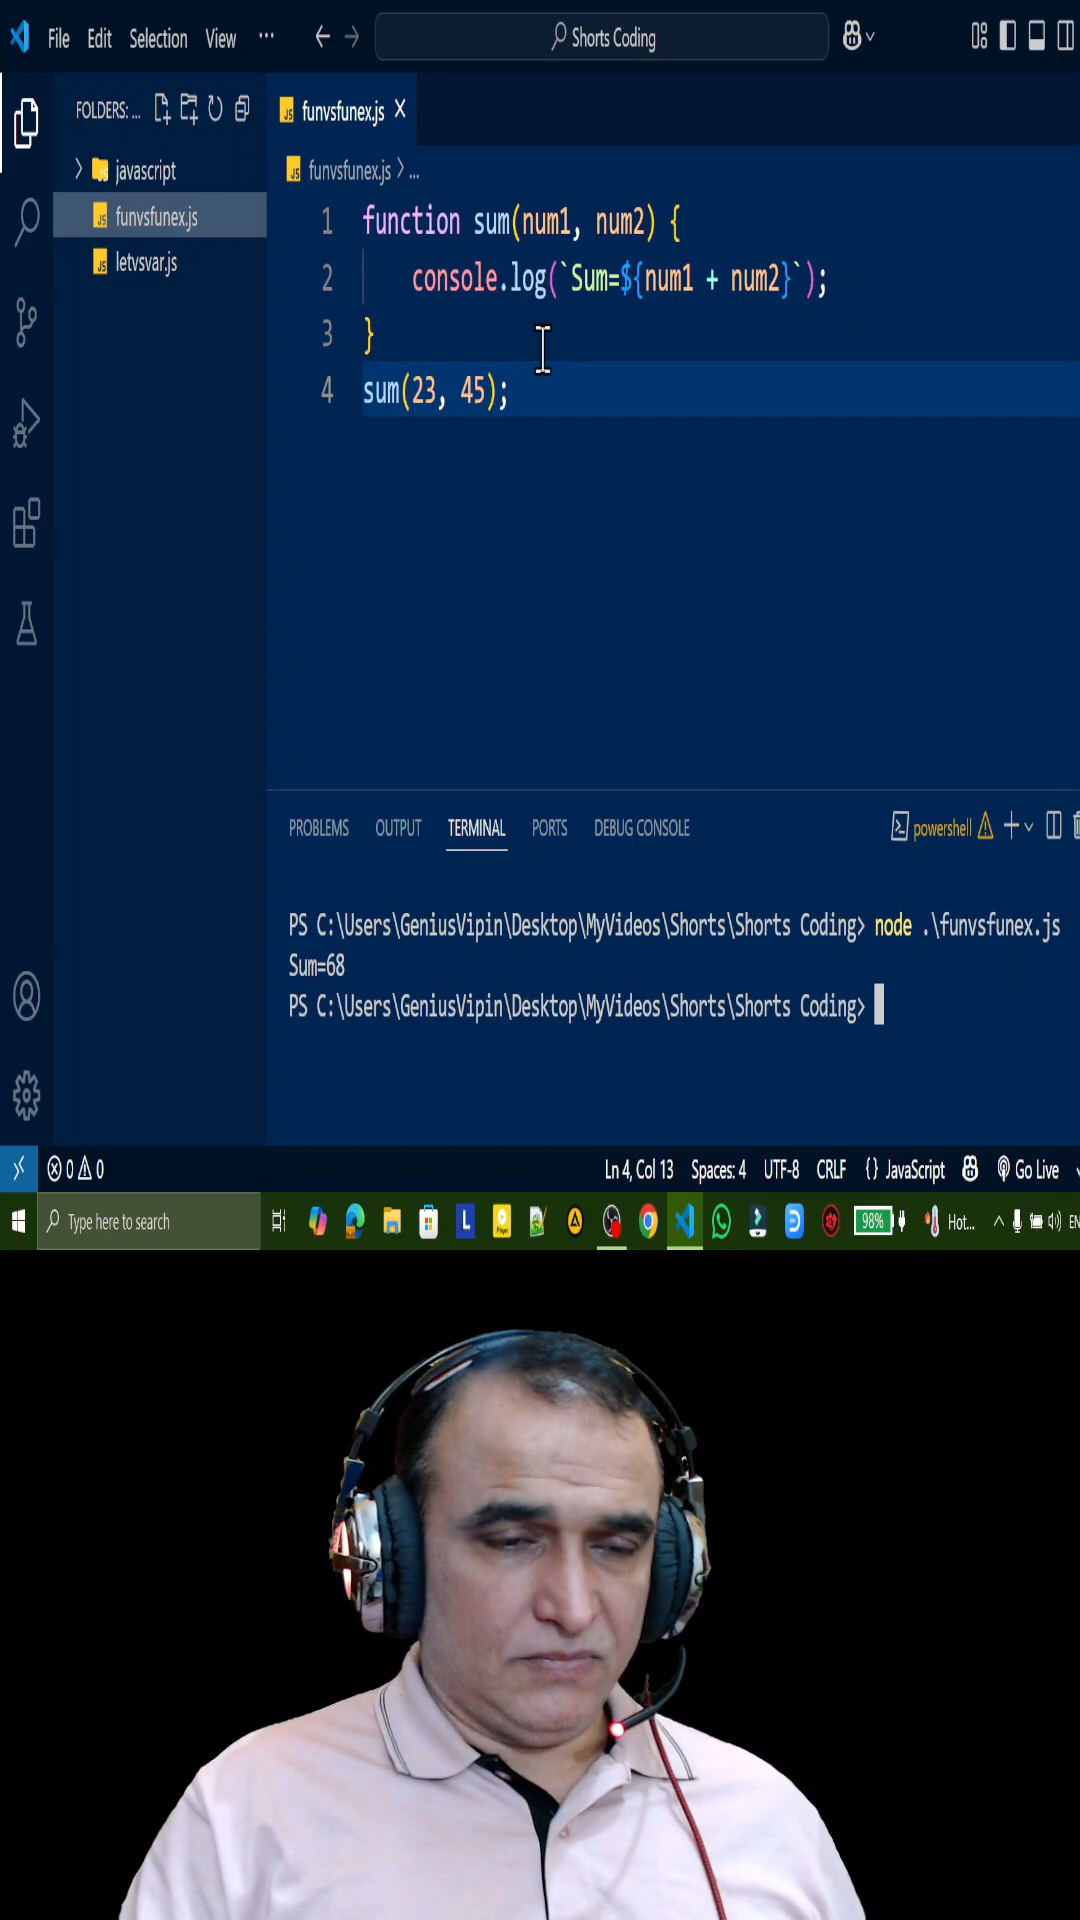 File Edit Selection View ... Shorts Coding
FOLDERS: ...
funvsfunex.js
javascript
funvsfunex.js
letvsvar.js
funvsfunex.js > ...
1 function sum(num1, num2) {
2 console.log(`Sum=${num1 + num2}`);
3 }
4 sum(23, 45);
PROBLEMS OUTPUT TERMINAL PORTS DEBUG CONSOLE powershell
PS C:\Users\GeniusVipin\Desktop\MyVideos\Shorts\Shorts Coding> node .\funvsfunex.js
Sum=68
PS C:\Users\GeniusVipin\Desktop\MyVideos\Shorts\Shorts Coding>
0 0 Ln 4, Col 13 Spaces: 4 UTF-8 CRLF {} JavaScript Go Live
Type here to search L 98% Hot... EN